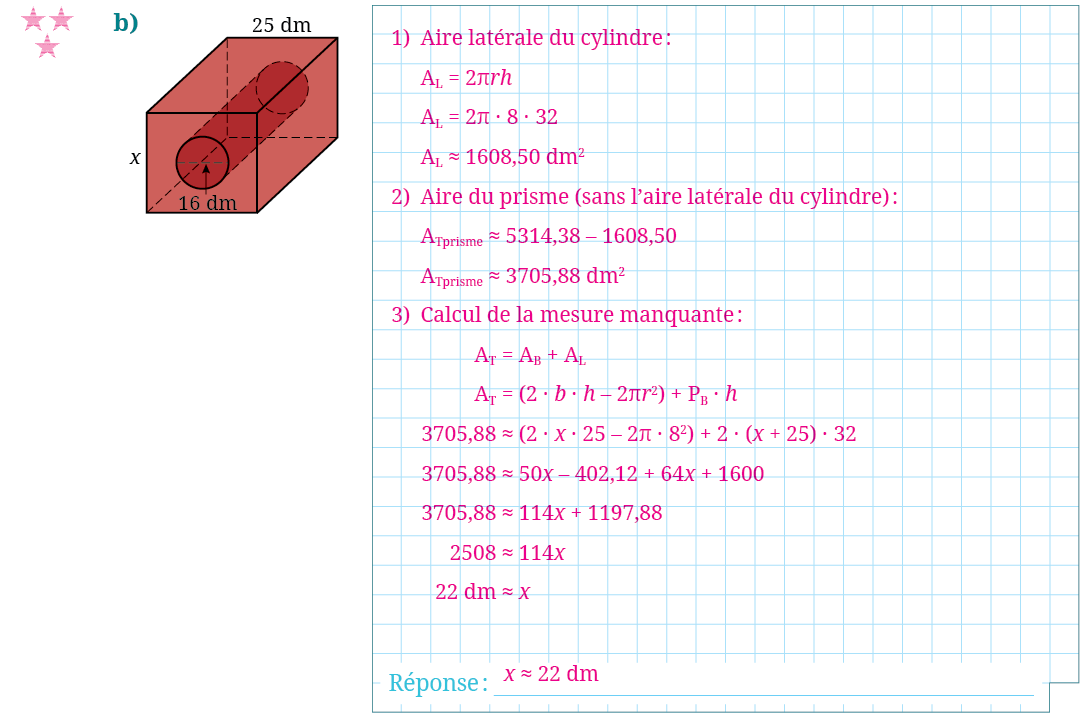 b)
25 dm
x
16 dm
1) Aire latérale du cylindre :
A_L = 2πrh
A_L = 2π · 8 · 32
A_L ≈ 1608,50 dm²
2) Aire du prisme (sans l’aire latérale du cylindre) :
A_Tprisme ≈ 5314,38 – 1608,50
A_Tprisme ≈ 3705,88 dm²
3) Calcul de la mesure manquante :
A_T = A_B + A_L
A_T = (2 · b · h – 2πr²) + P_B · h
3705,88 ≈ (2 · x · 25 – 2π · 8²) + 2 · (x + 25) · 32
3705,88 ≈ 50x – 402,12 + 64x + 1600
3705,88 ≈ 114x + 1197,88
2508 ≈ 114x
22 dm ≈ x
Réponse : x ≈ 22 dm